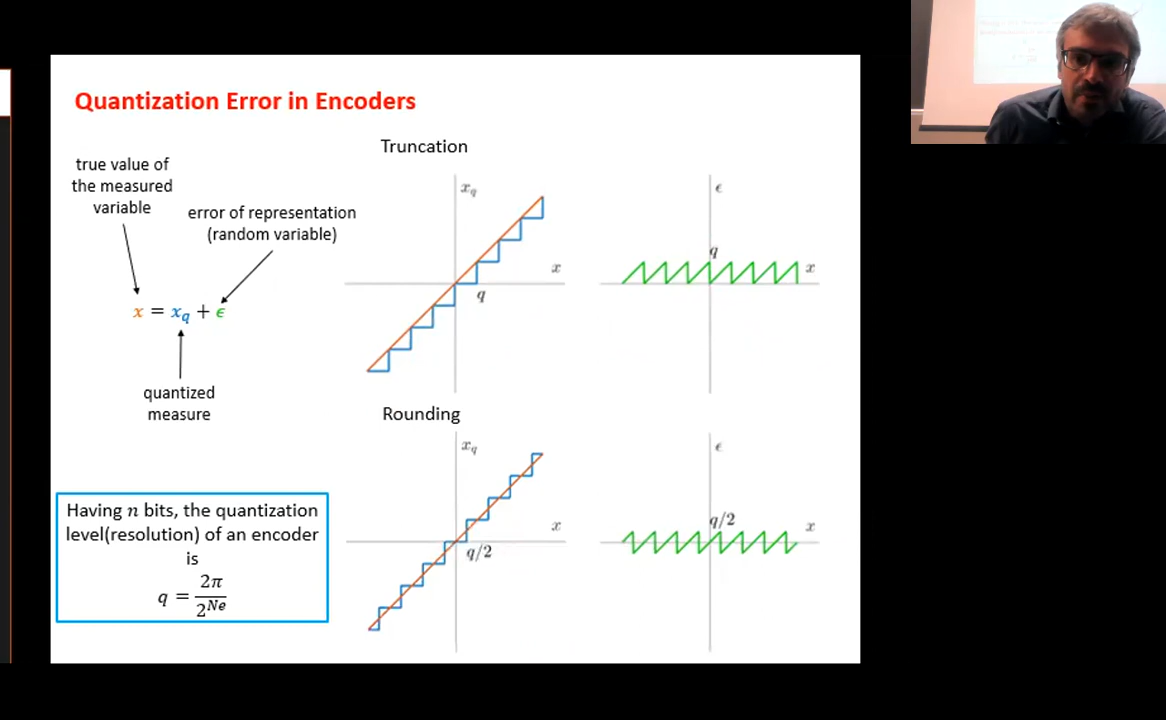 Quantization Error in Encoders
true value of
the measured
variable
error of representation
(random variable)
x = x_q + ϵ
quantized
measure
Having n bits, the quantization
level(resolution) of an encoder
is
q = 2π / 2^Ne
Truncation
x_q
x
q
ϵ
q
x
Rounding
x_q
x
q/2
ϵ
q/2
x